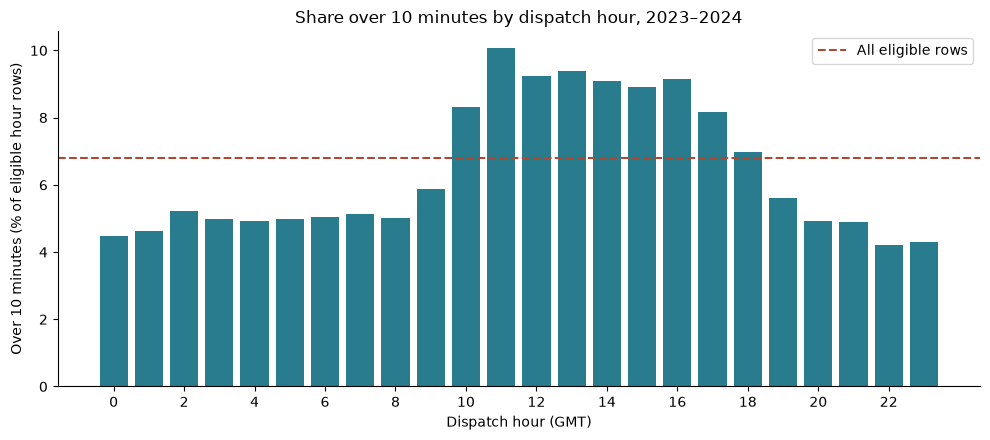 Share over 10 minutes by dispatch hour, 2023–2024
All eligible rows
Over 10 minutes (% of eligible hour rows)
10
8
6
4
2
0
0 2 4 6 8 10 12 14 16 18 20 22
Dispatch hour (GMT)